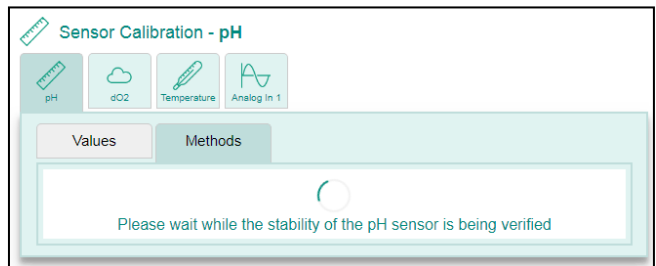 Sensor Calibration - pH
pH dO2 Temperature Analog In 1
Values Methods
Please wait while the stability of the pH sensor is being verified